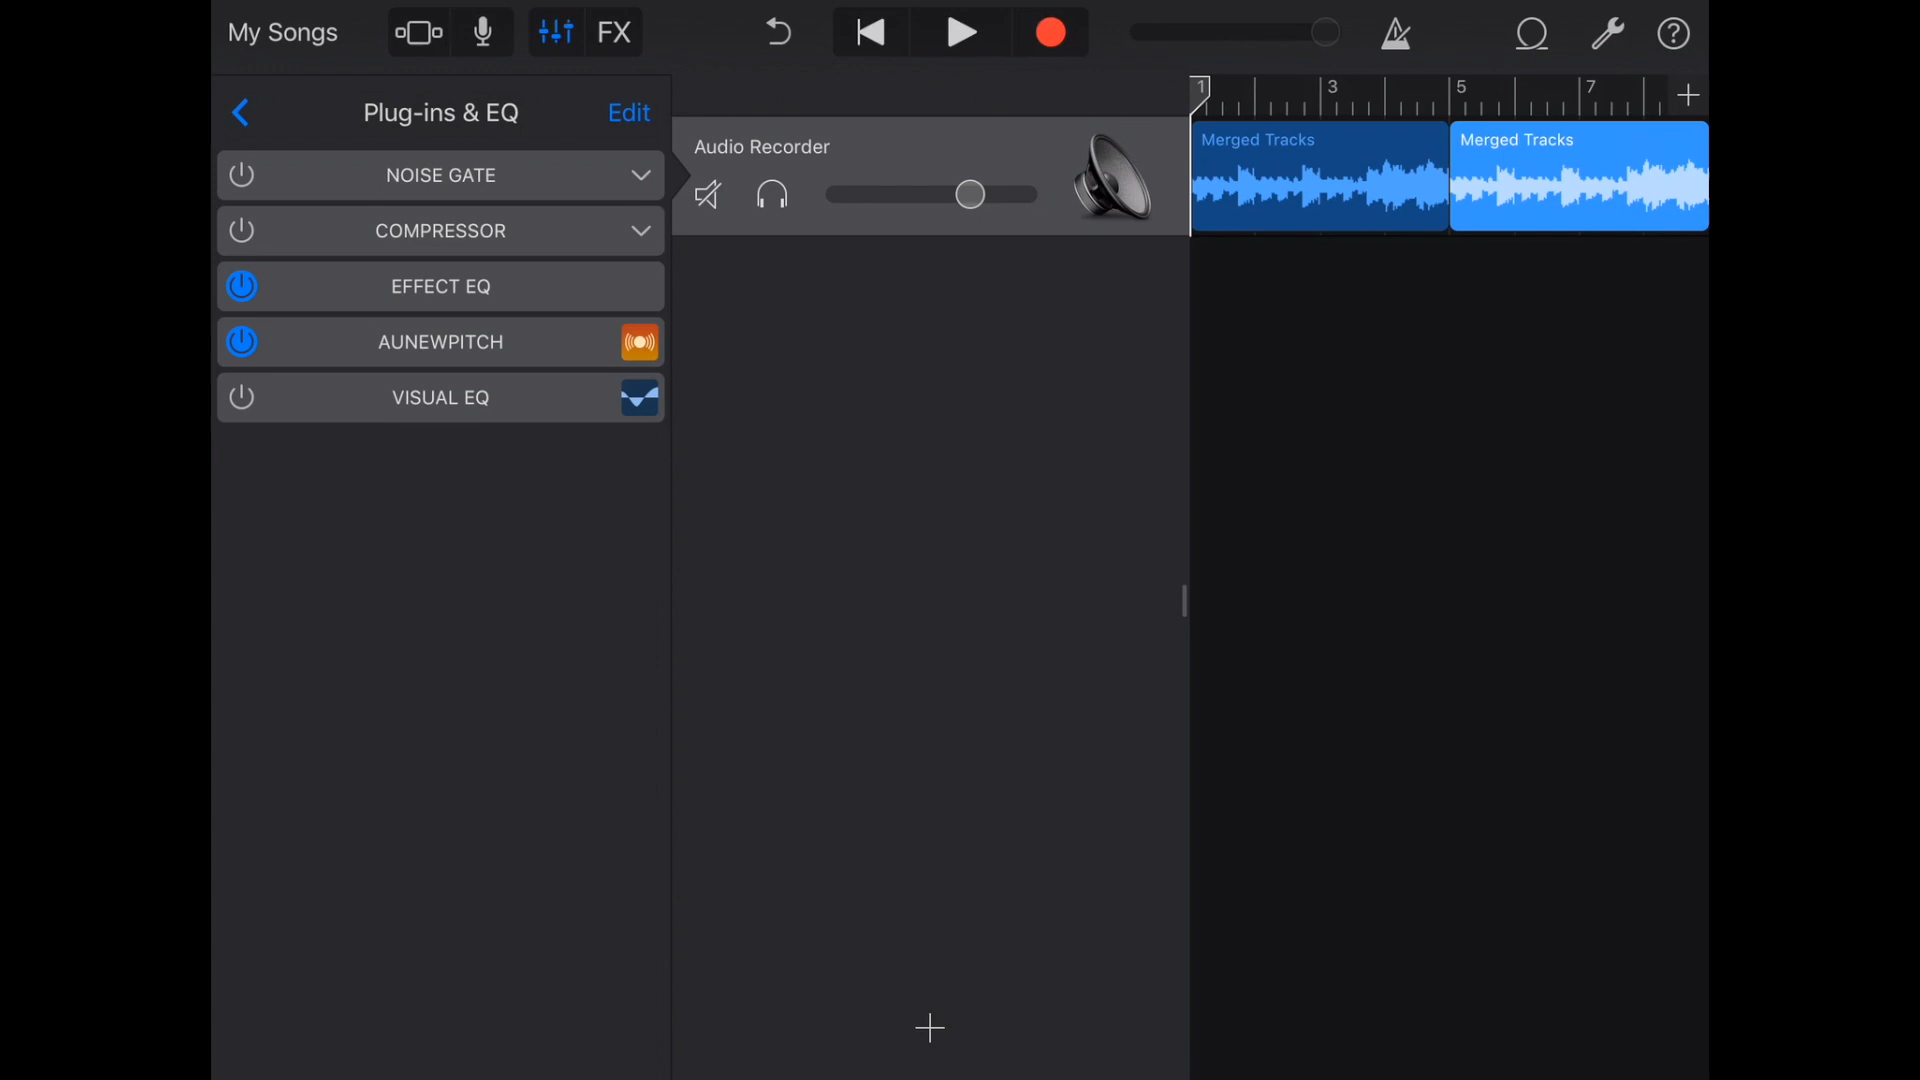 My Songs
FX
Plug-ins & EQ
Edit
NOISE GATE
COMPRESSOR
EFFECT EQ
AUNEWPITCH
VISUAL EQ
Audio Recorder
1 3 5 7
Merged Tracks
Merged Tracks